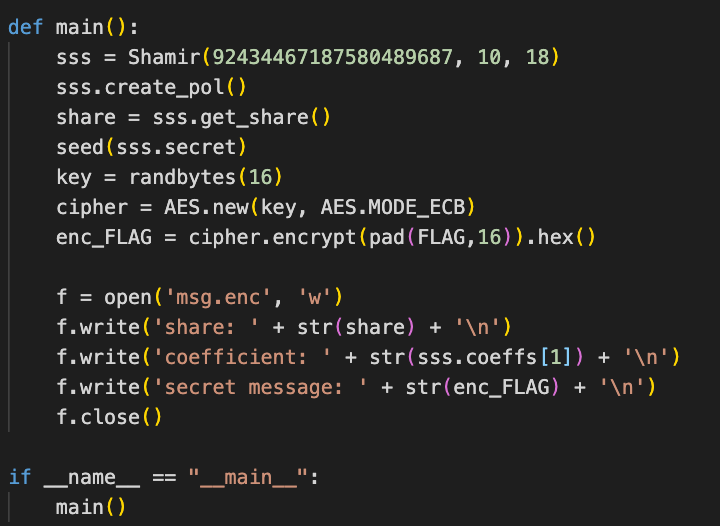 def main():
    sss = Shamir(92434467187580489687, 10, 18)
    sss.create_pol()
    share = sss.get_share()
    seed(sss.secret)
    key = randbytes(16)
    cipher = AES.new(key, AES.MODE_ECB)
    enc_FLAG = cipher.encrypt(pad(FLAG,16)).hex()

    f = open('msg.enc', 'w')
    f.write('share: ' + str(share) + '\n')
    f.write('coefficient: ' + str(sss.coeffs[1]) + '\n')
    f.write('secret message: ' + str(enc_FLAG) + '\n')
    f.close()

if __name__ == "__main__":
    main()